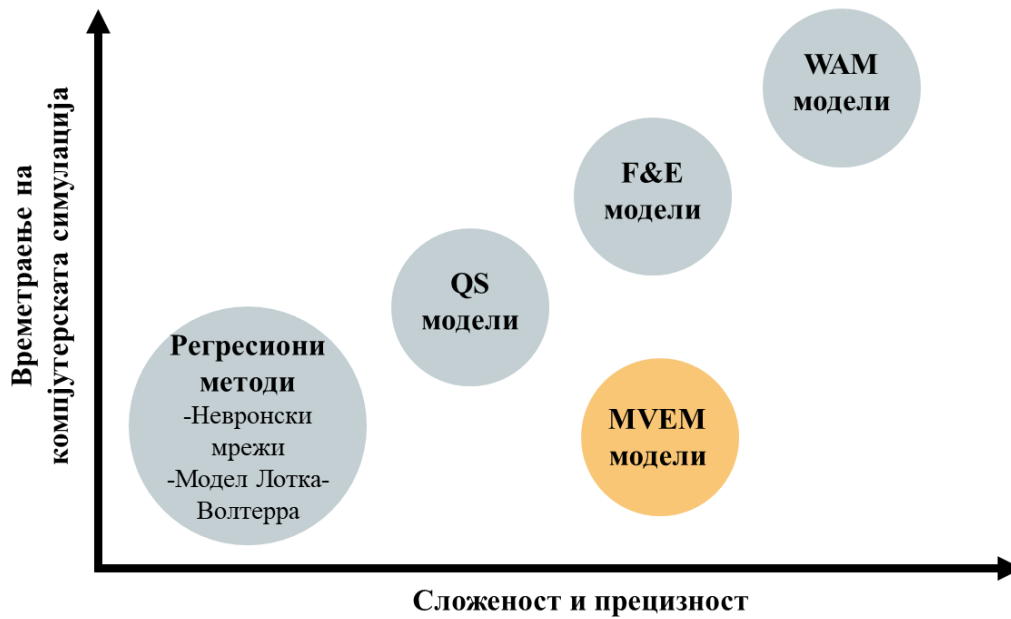 WAM
модели
F&E
модели
QS
модели
Регресиони
методи
-Невронски
мрежи
-Модел Лотка-
Волтерра
MVEM
модели
Времетраење на
компјутерската симулација
Сложеност и прецизност